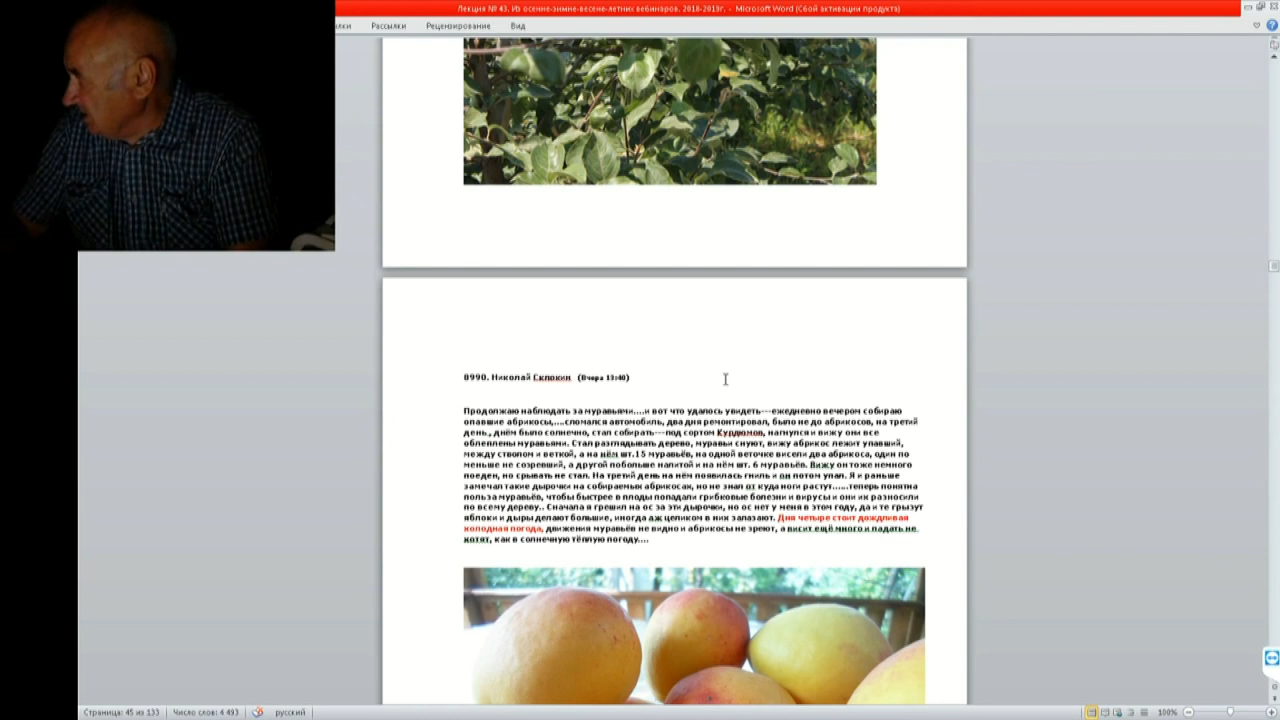 Лекция № 43. Из осенне-зимне-весене-летних вебинаров. 2018-2019г. - Microsoft Word (Сбой активации продукта)
Рассылки Рецензирование Вид
0990. Николай Склокин (Вчера 13:40)
Продолжаю наблюдать за муравьями....и вот что удалось увидеть---ежедневно вечером собираю
опавшие абрикосы,...сломался автомобиль, два дня ремонтировал, было не до абрикосов, на третий
день., днём было солнечно, стал собирать---под сортом Курдюмов, нагнулся и вижу они все
облеплены муравьями. Стал разглядывать дерево, муравьи снуют, вижу абрикос лежит упавший,
между стволом и веткой, а на нём шт.15 муравьёв, на одной веточке висели два абрикоса, один по
меньше не созревший, а другой побольше налитой и на нём шт. 6 муравьёв. Вижу он тоже немного
поеден, но срывать не стал. На третий день на нём появилась гниль и он потом упал. Я и раньше
замечал такие дырочки на собираемых абрикосах, но не знал от куда ноги растут.....теперь понятна
польза муравьёв, чтобы быстрее в плоды попадали грибковые болезни и вирусы и они их разносили
по всему дереву.. Сначала я грешил на ос за эти дырочки, но ос нет у меня в этом году, да и те грызут
яблоки и дыры делают большие, иногда аж целиком в них залазают. Дня четыре стоит дождливая
холодная погода, движения муравьёв не видно и абрикосы не зреют, а висит ещё много и падать не
хотят, как в солнечную тёплую погоду....
Страница: 45 из 133 Число слов: 4 493 русский 100%